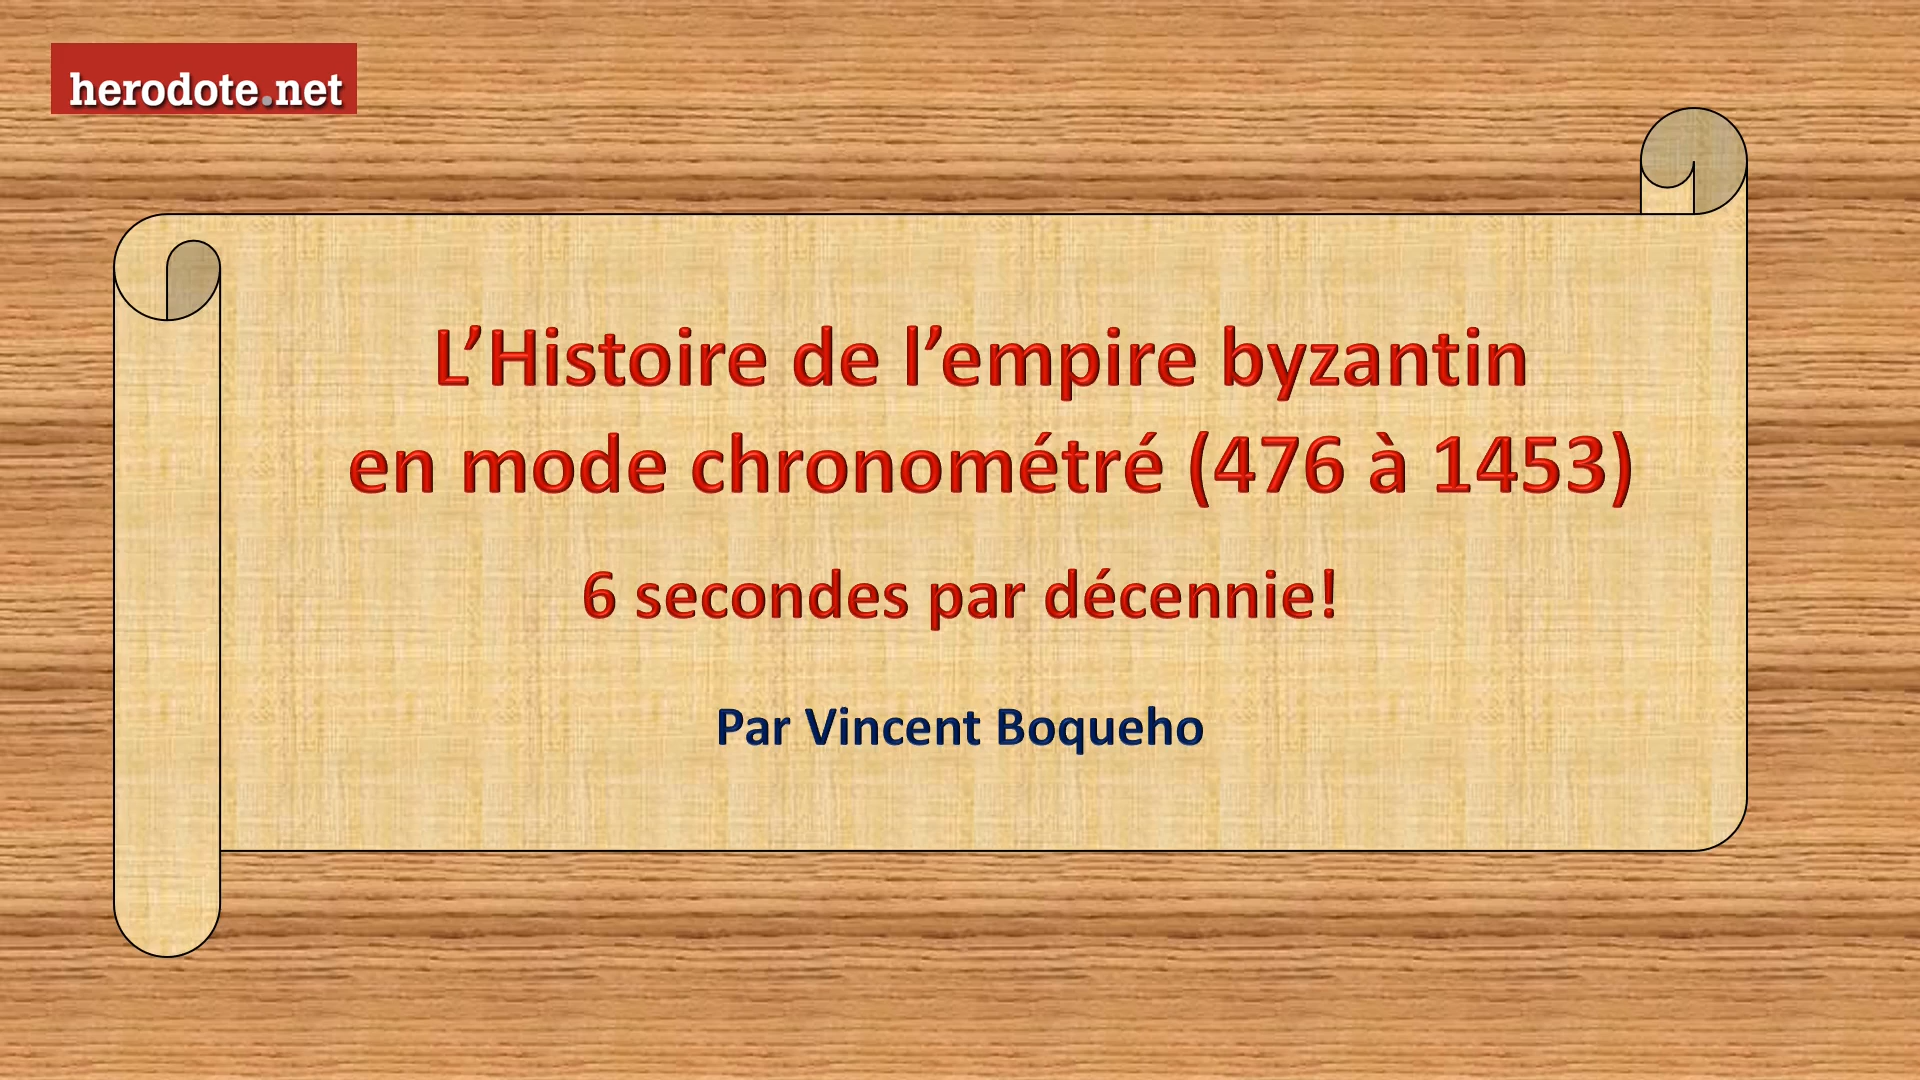 herodote.net
L’Histoire de l’empire byzantin
en mode chronométré (476 à 1453)
6 secondes par décennie!
Par Vincent Boqueho